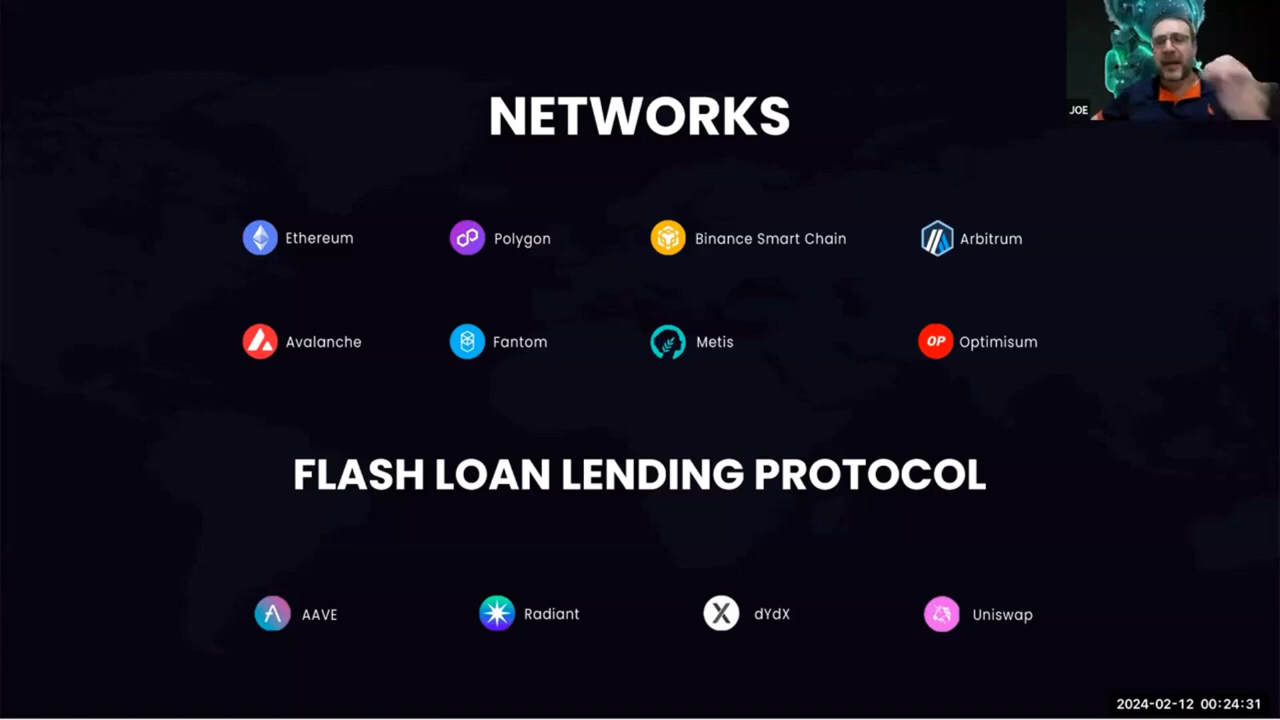 JOE
NETWORKS
Ethereum
Polygon
Binance Smart Chain
Arbitrum
Avalanche
Fantom
Metis
OP
Optimisum
FLASH LOAN LENDING PROTOCOL
AAVE
Radiant
dYdX
Uniswap
2024-02-12 00:24:31